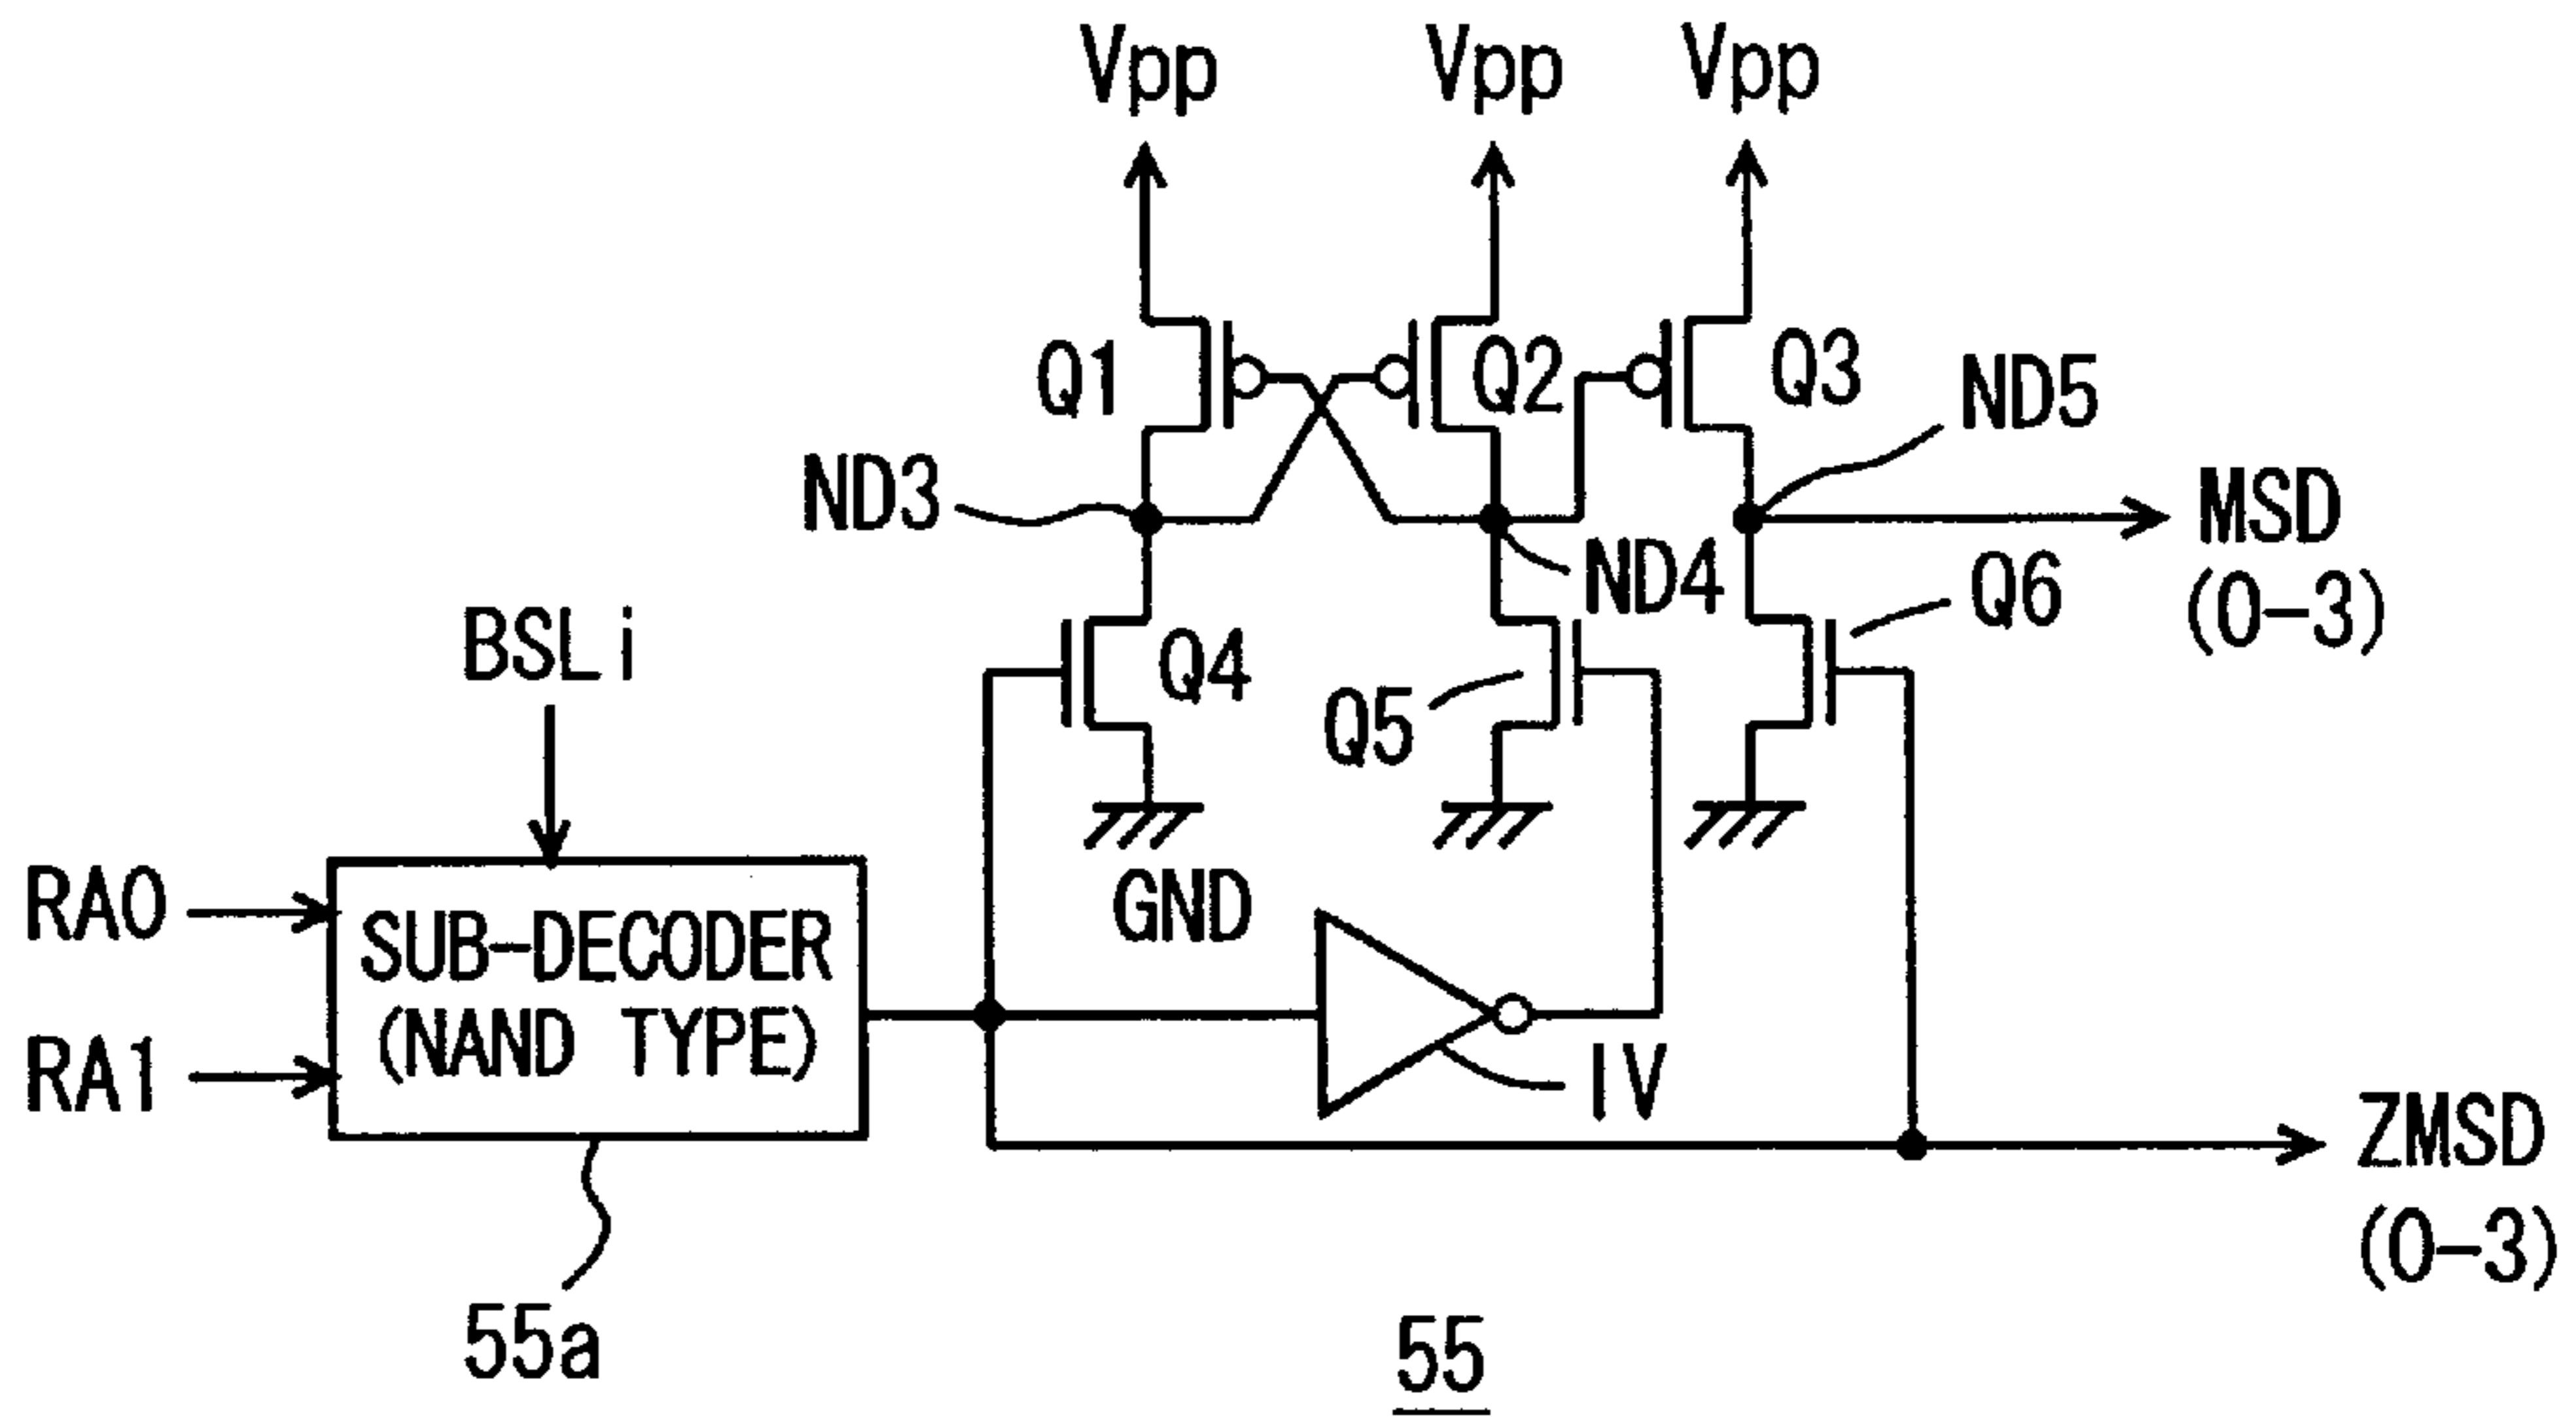 Vpp Vpp Vpp
Q1 Q2 Q3 ND5
ND3 MSD
ND4 Q6 (0-3)
BSLi Q4 Q5
RA0 SUB-DECODER GND
RA1 (NAND TYPE) IV
ZMSD
(0-3)
55a 55